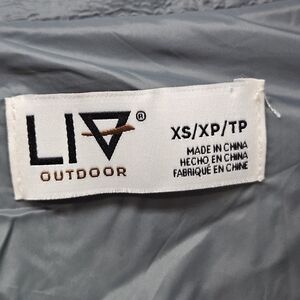 LIV®
OUTDOOR
XS/XP/TP
MADE IN CHINA
HECHO EN CHINA
FABRIQUÉ EN CHINE